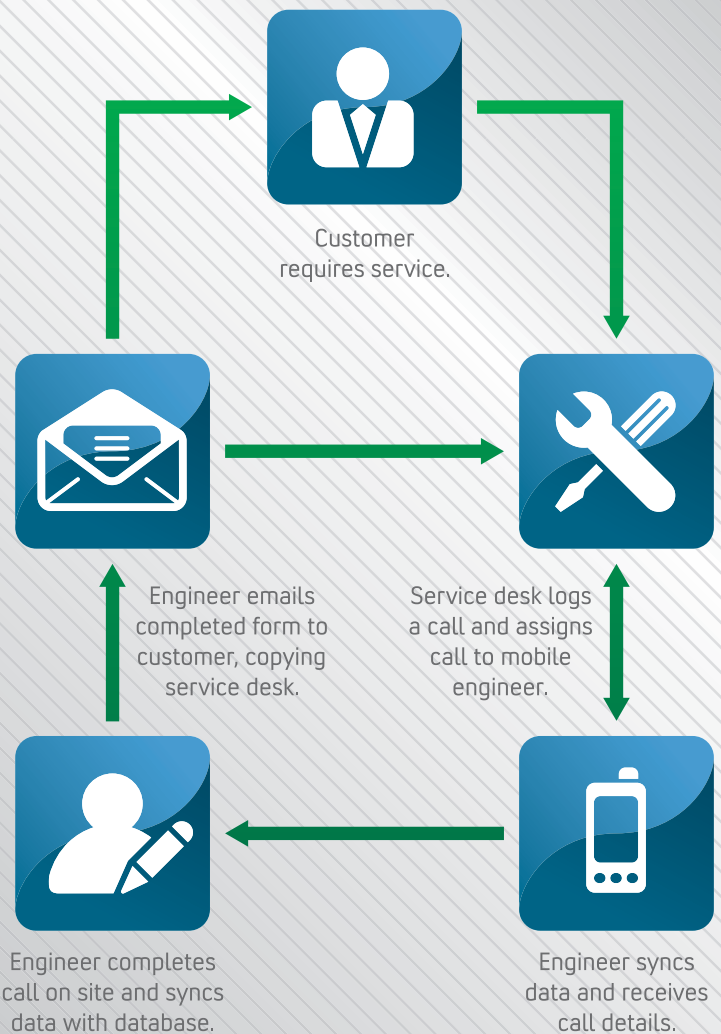 Customer
requires service.
Engineer emails
completed form to
customer, copying
service desk.
Service desk logs
a call and assigns
call to mobile
engineer.
Engineer completes
call on site and syncs
data with database.
Engineer syncs
data and receives
call details.